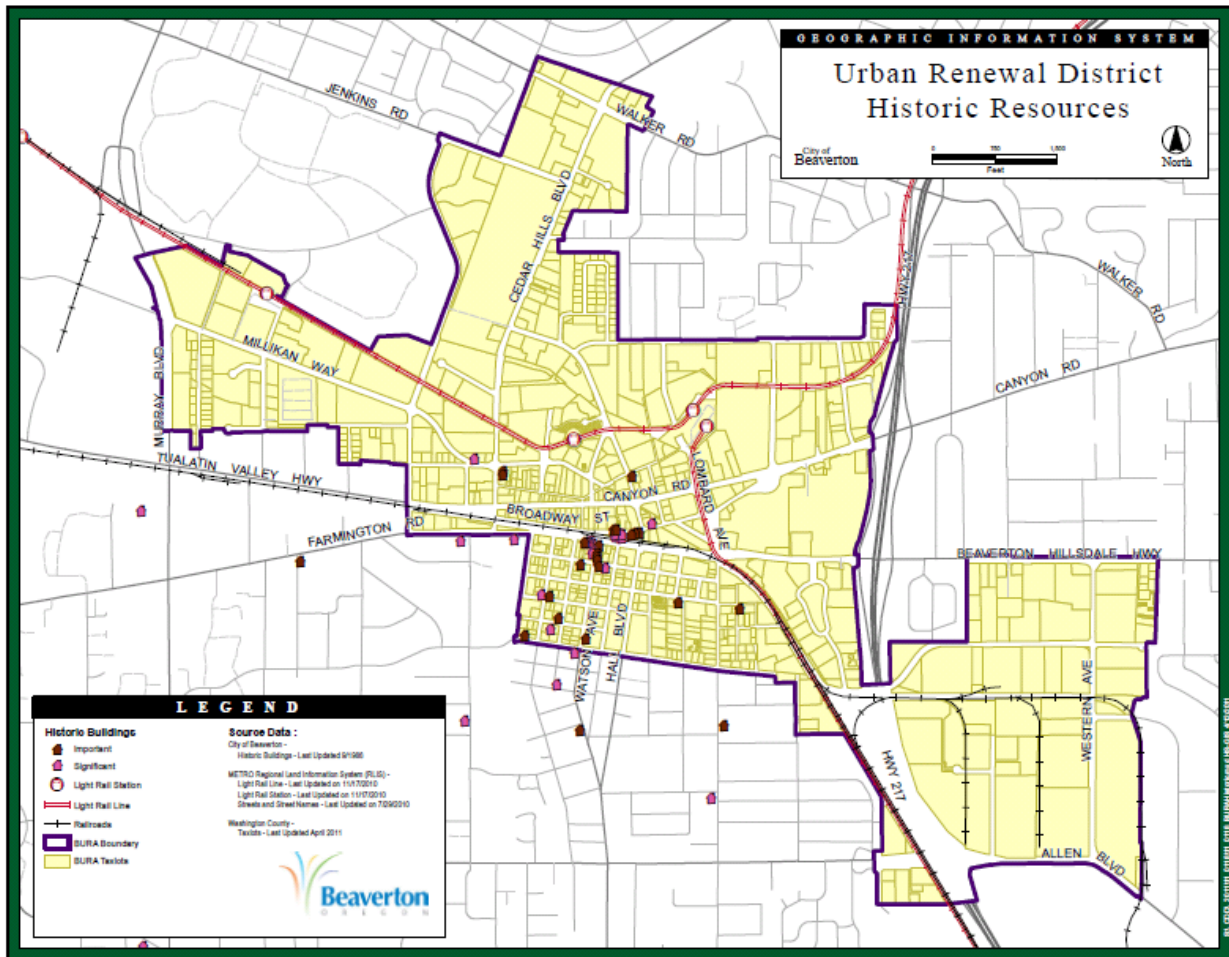 GEOGRAPHIC INFORMATION SYSTEM
Urban Renewal District
Historic Resources
City of
Beaverton
0 750 1,500
Feet
North
JENKINS RD
WALKER RD
CEDAR HILLS BLVD
HWY 217
WALKER RD
MILLIKAN WAY
MURRAY BLVD
CANYON RD
TUALATIN VALLEY HWY
LOMBARD AVE
CANYON RD
BROADWAY ST
FARMINGTON RD
BEAVERTON HILLSDALE HWY
WATSON AVE
HALL BLVD
WESTERN AVE
HWY 217
ALLEN BLVD
LEGEND
Historic Buildings
Important
Significant
Light Rail Station
Light Rail Line
Railroads
BURA Boundary
BURA Taxlots
Source Data :
City of Beaverton -
Historic Buildings - Last Updated 9/1986
METRO Regional Land Information System (RLIS) -
Light Rail Line - Last Updated on 11/17/2010
Light Rail Station - Last Updated on 11/17/2010
Streets and Street Names - Last Updated on 7/29/2010
Washington County -
Taxlots - Last Updated April 2011
Beaverton
OREGON